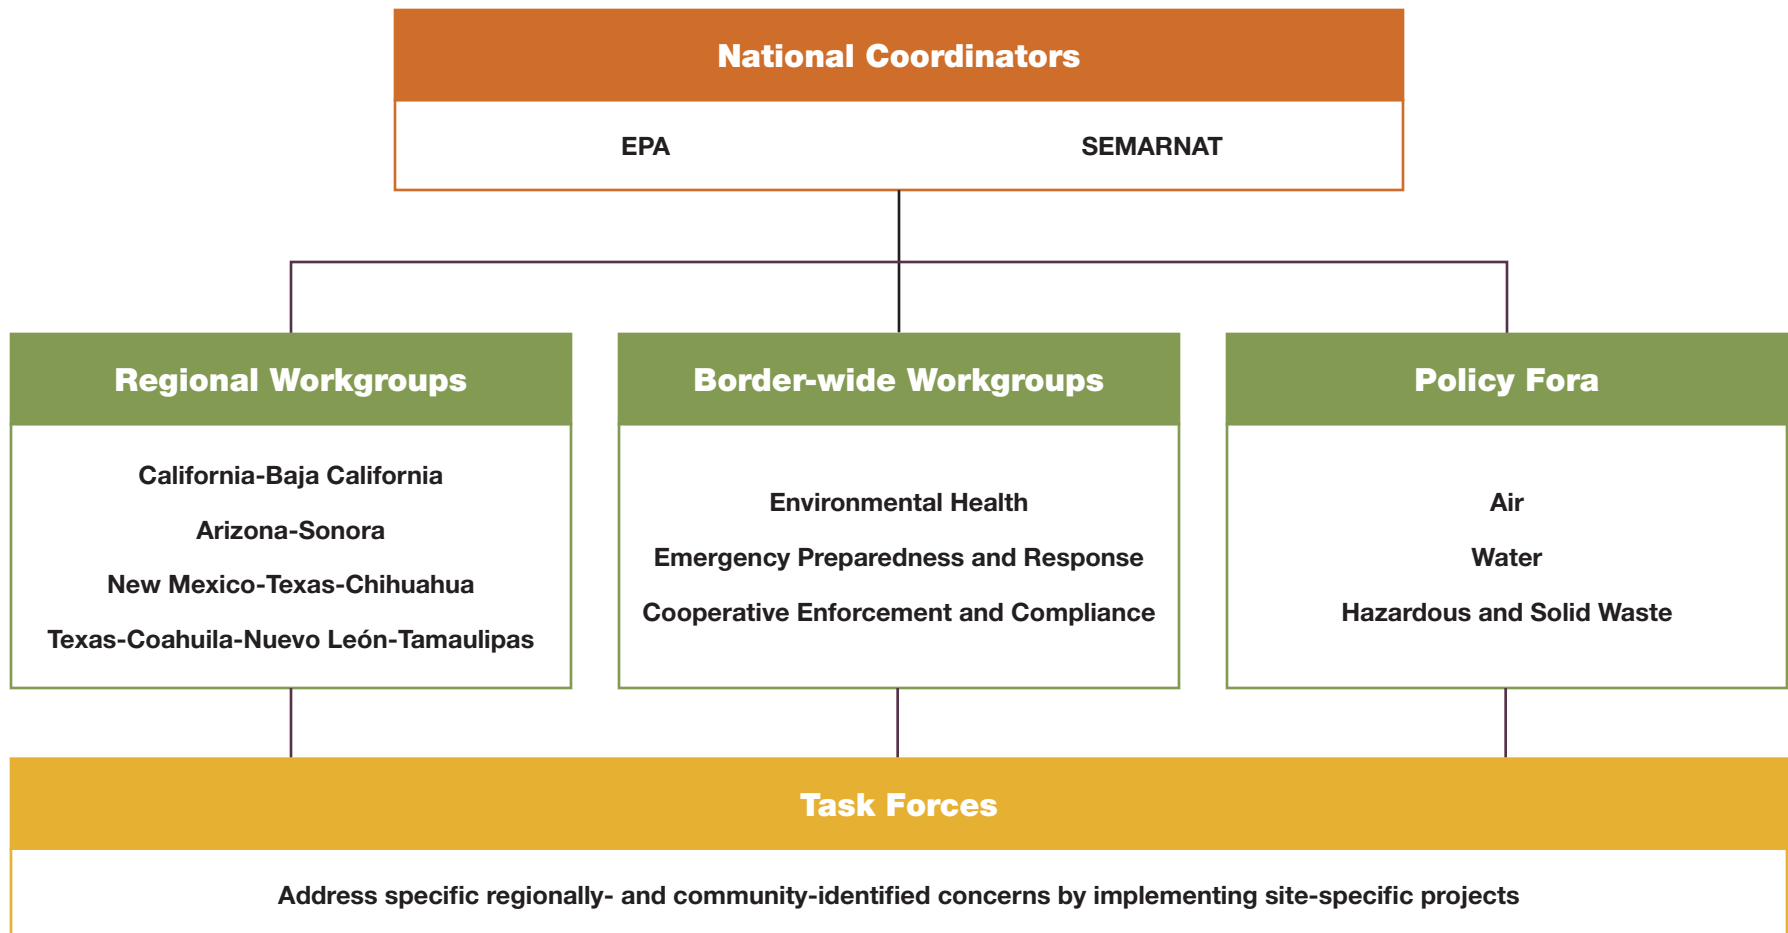 National Coordinators
EPA
SEMARNAT
Regional Workgroups
California-Baja California
Arizona-Sonora
New Mexico-Texas-Chihuahua
Texas-Coahuila-Nuevo León-Tamaulipas
Border-wide Workgroups
Environmental Health
Emergency Preparedness and Response
Cooperative Enforcement and Compliance
Policy Fora
Air
Water
Hazardous and Solid Waste
Task Forces
Address specific regionally- and community-identified concerns by implementing site-specific projects